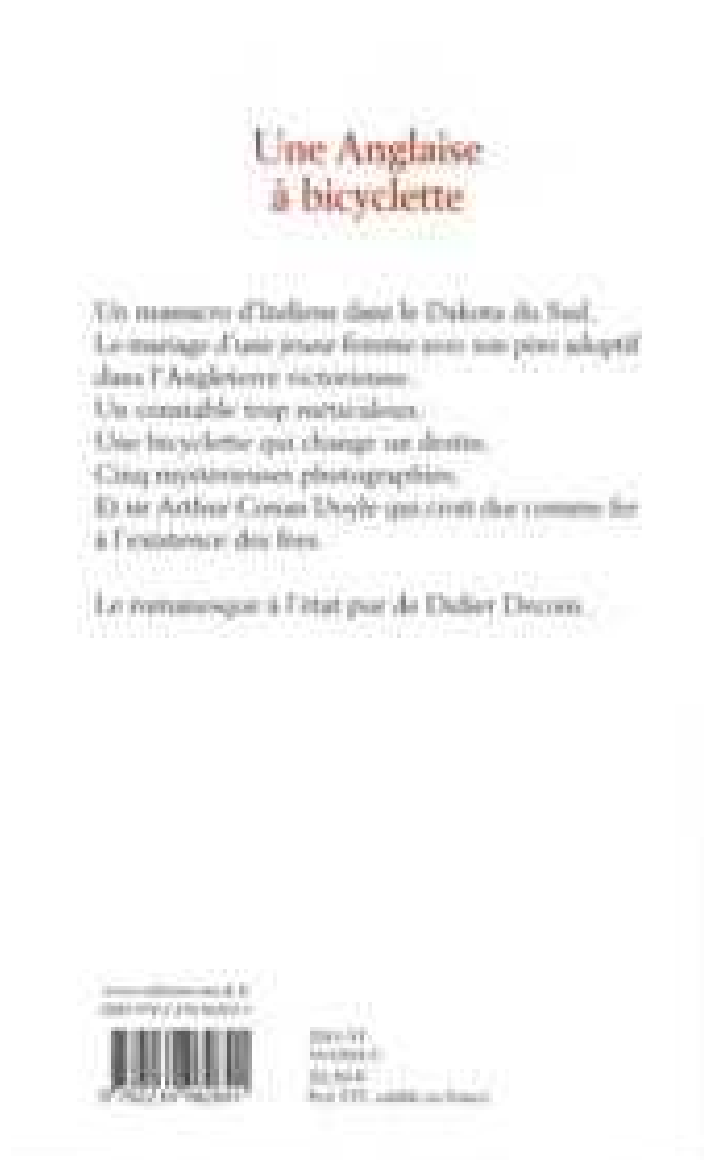 Une Anglaise
à bicyclette
Un massacre d'Indiens dans le Dakota du Sud.
Le mariage d'une jeune femme avec son père adoptif
dans l'Angleterre victorienne.
Un constable trop méticuleux.
Une bicyclette qui change un destin.
Cinq mystérieuses photographies.
Et sir Arthur Conan Doyle qui croit dur comme fer
à l'existence des fées.
Le romanesque à l'état pur de Didier Decoin.